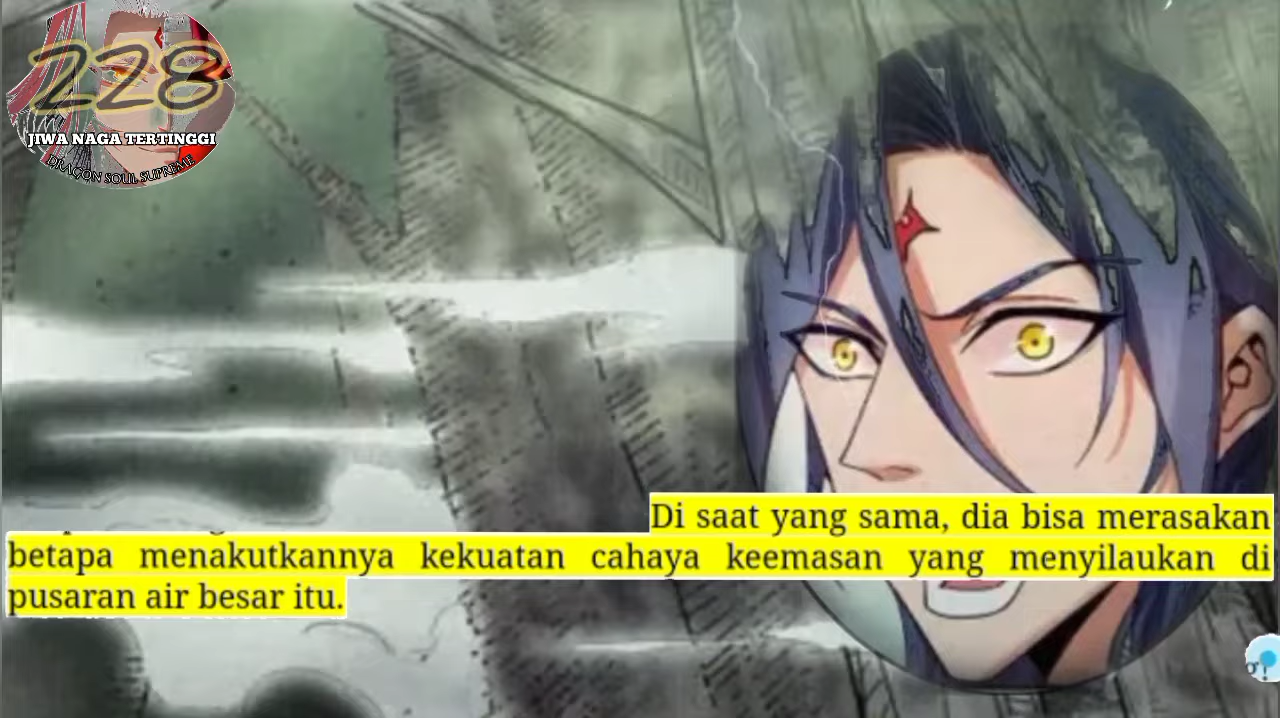 228
JIWA NAGA TERTINGGI
DRAGON SOUL SUPREME
Di saat yang sama, dia bisa merasakan
betapa menakutkannya kekuatan cahaya keemasan yang menyilaukan di
pusaran air besar itu.